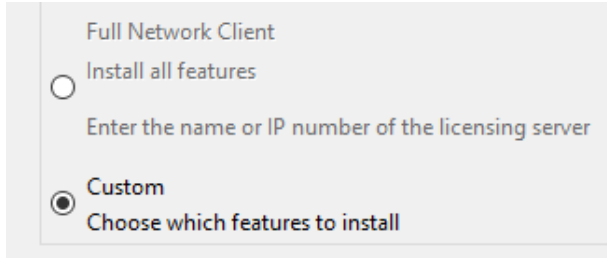 Full Network Client
Install all features
Enter the name or IP number of the licensing server
Custom
Choose which features to install